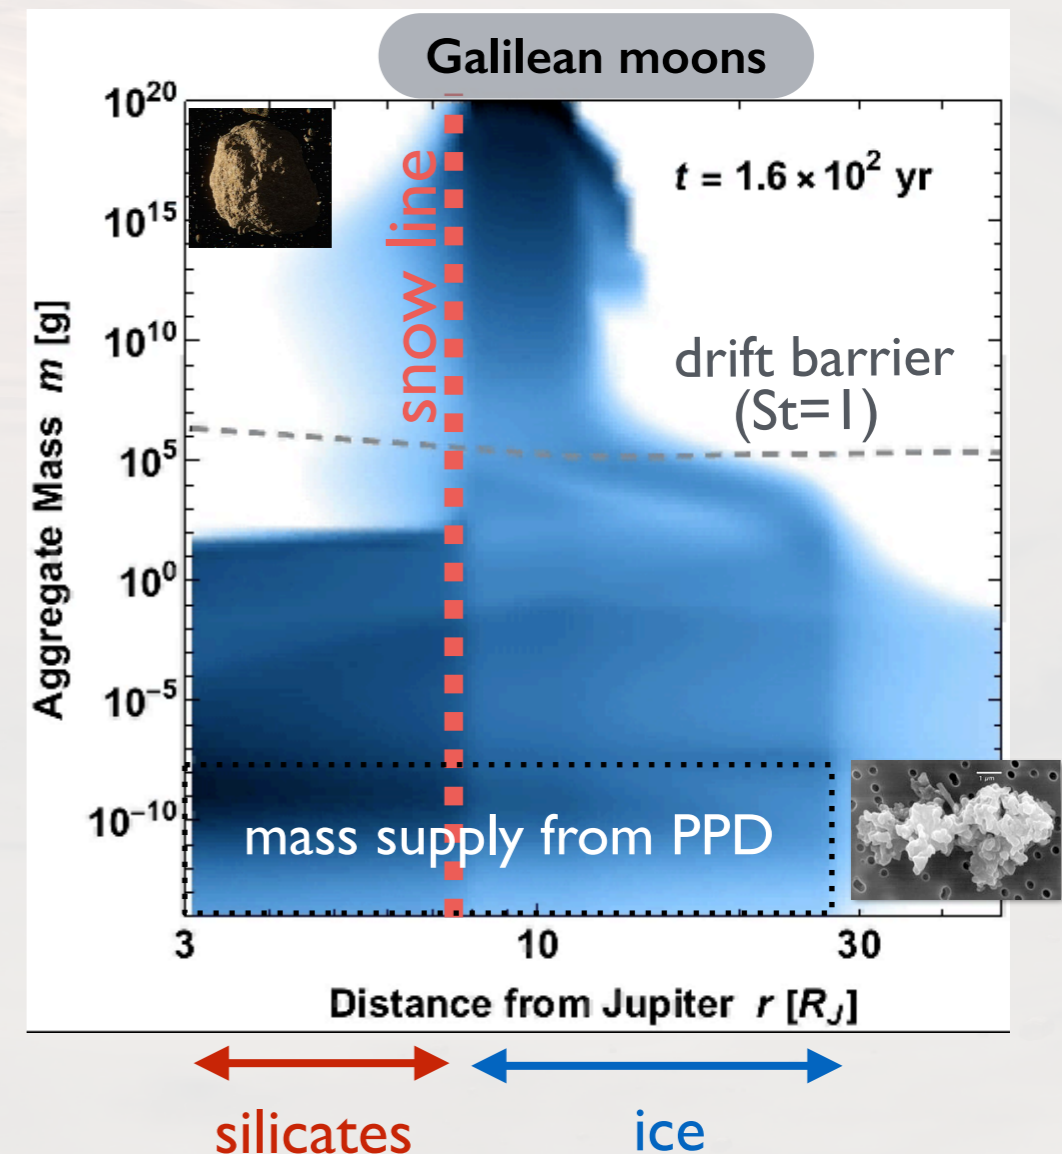 Galilean moons
10^20
10^15
10^10
10^5
10^0
10^−5
10^−10
Aggregate Mass m [g]
snow line
t = 1.6 × 10^2 yr
drift barrier
(St=1)
mass supply from PPD
1 µm
3
10
30
Distance from Jupiter r [R_J]
silicates
ice